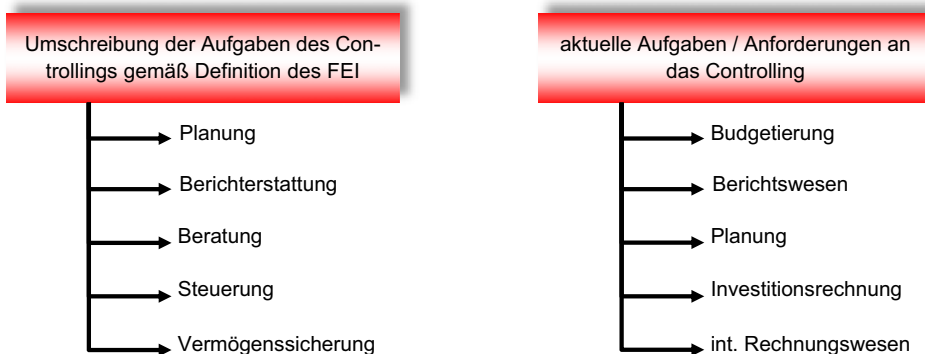 Umschreibung der Aufgaben des Con-
trollings gemäß Definition des FEI
Planung
Berichterstattung
Beratung
Steuerung
Vermögenssicherung
aktuelle Aufgaben / Anforderungen an
das Controlling
Budgetierung
Berichtswesen
Planung
Investitionsrechnung
int. Rechnungswesen